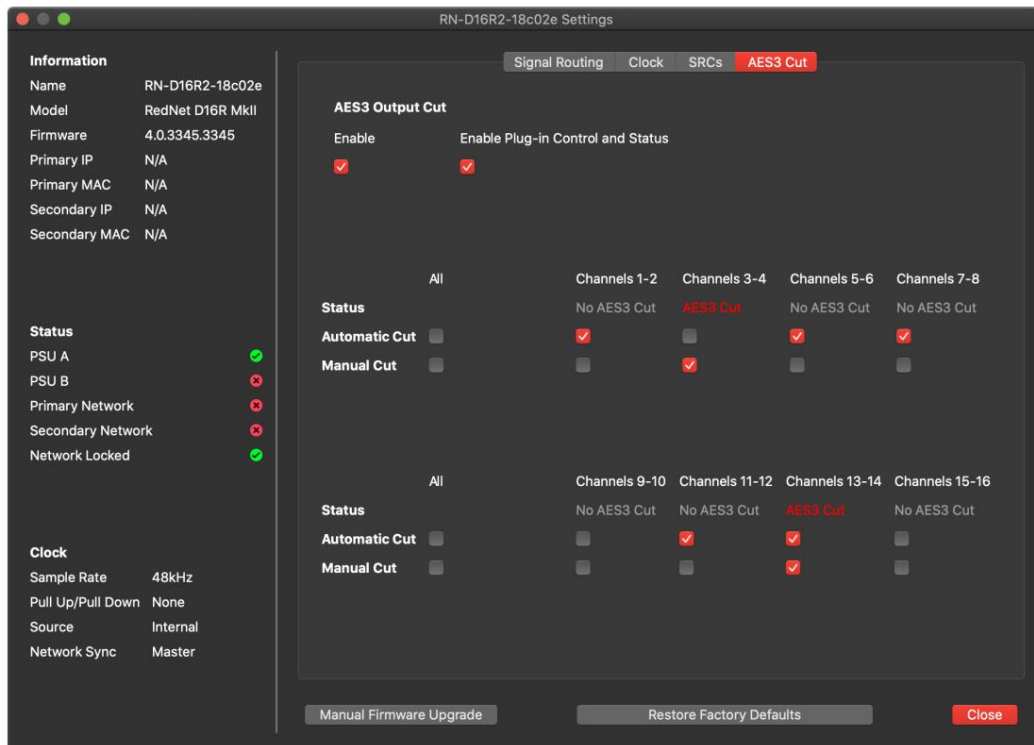 RN-D16R2-18c02e Settings
Information
Name RN-D16R2-18c02e
Model RedNet D16R MkII
Firmware 4.0.3345.3345
Primary IP N/A
Primary MAC N/A
Secondary IP N/A
Secondary MAC N/A
Status
PSU A
PSU B
Primary Network
Secondary Network
Network Locked
Clock
Sample Rate 48kHz
Pull Up/Pull Down None
Source Internal
Network Sync Master
Signal Routing Clock SRCs AES3 Cut
AES3 Output Cut
Enable Enable Plug-in Control and Status
All Channels 1-2 Channels 3-4 Channels 5-6 Channels 7-8
Status No AES3 Cut AES3 Cut No AES3 Cut No AES3 Cut
Automatic Cut
Manual Cut
All Channels 9-10 Channels 11-12 Channels 13-14 Channels 15-16
Status No AES3 Cut No AES3 Cut AES3 Cut No AES3 Cut
Automatic Cut
Manual Cut
Manual Firmware Upgrade Restore Factory Defaults Close